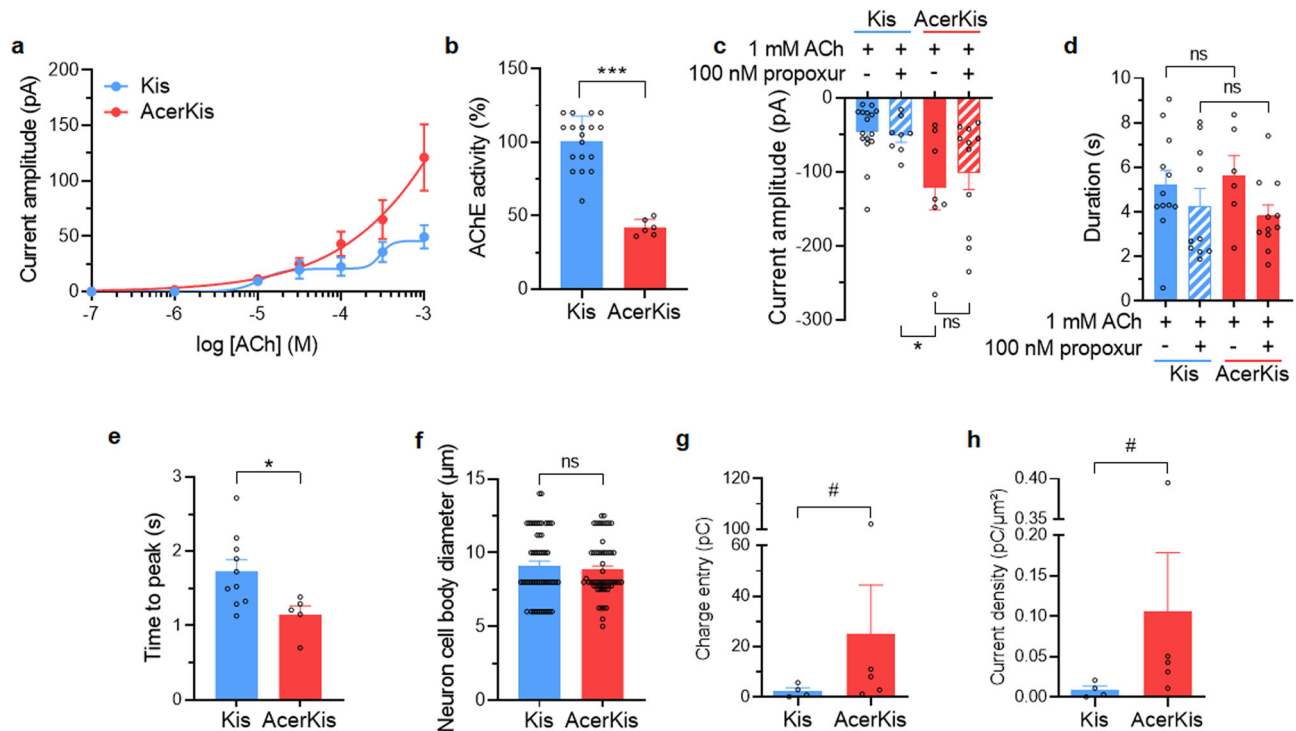 a
200
150
100
50
0
Current amplitude (pA)
Kis
AcerKis
-7 -6 -5 -4 -3
log [ACh] (M)
b
150
100
50
0
AChE activity (%)
***
Kis AcerKis
c
Kis AcerKis
1 mM ACh + + + +
100 nM propoxur - + - +
0
-100
-200
-300
Current amplitude (pA)
ns
*
d
ns
ns
10
8
6
4
2
0
Duration (s)
1 mM ACh + + + +
100 nM propoxur - + - +
Kis AcerKis
e
3
2
1
0
Time to peak (s)
*
Kis AcerKis
f
15
10
5
0
Neuron cell body diameter (µm)
ns
Kis AcerKis
g
120
100
60
40
20
0
Charge entry (pC)
#
Kis AcerKis
h
0.40
0.35
0.20
0.15
0.10
0.05
0.00
Current density (pC/µm²)
#
Kis AcerKis